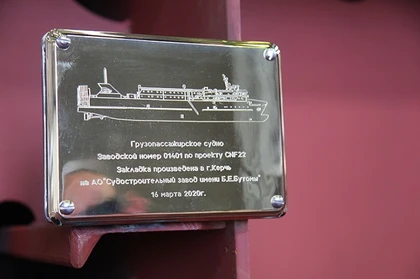 Грузопассажирское судно
Заводской номер 01401 по проекту CNF22
Закладка произведена в г.Керчь
на АО"Судостроительный завод имени Б.Е.Бутомы"
16 марта 2020г.